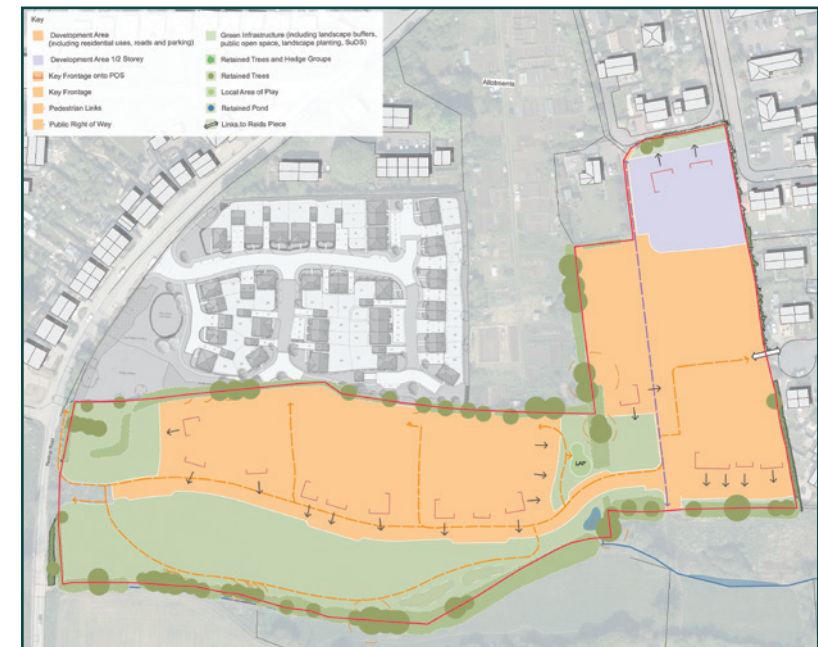 Key
Development Area
(including residential uses, roads and parking)
Development Area 1/2 Storey
Key Frontage onto POS
Key Frontage
Pedestrian Links
Public Right of Way
Green Infrastructure (including landscape buffers,
public open space, landscape planting, SuDS)
Retained Trees and Hedge Groups
Retained Trees
Local Area of Play
Retained Pond
Links to Reids Piece
Allotments
LAP